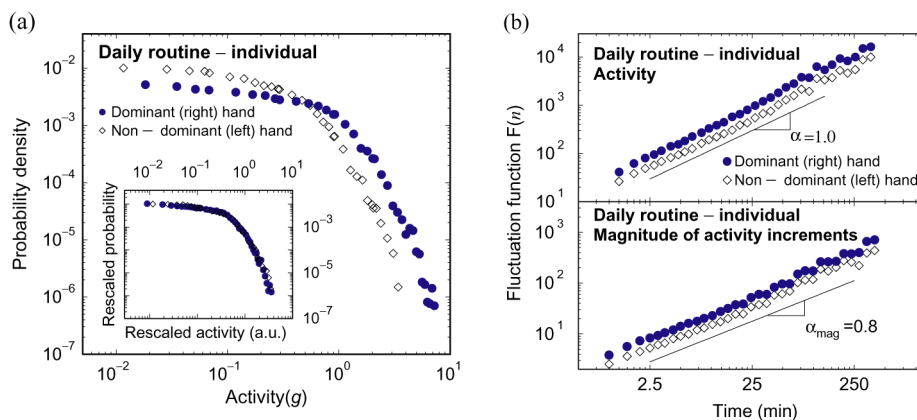 (a)
Daily routine – individual
Dominant (right) hand
Non – dominant (left) hand
Probability density
10^-2
10^-3
10^-4
10^-5
10^-6
10^-7
10^-2
10^-1
10^0
10^1
Activity(g)
10^-2
10^-1
10^0
10^1
10^-3
10^-5
10^-7
Rescaled probability
Rescaled activity (a.u.)
(b)
Daily routine – individual
Activity
α=1.0
Dominant (right) hand
Non – dominant (left) hand
10^4
10^3
10^2
10^1
Fluctuation function F(n)
Daily routine – individual
Magnitude of activity increments
α_mag=0.8
10^3
10^2
10^1
2.5
25
250
Time (min)